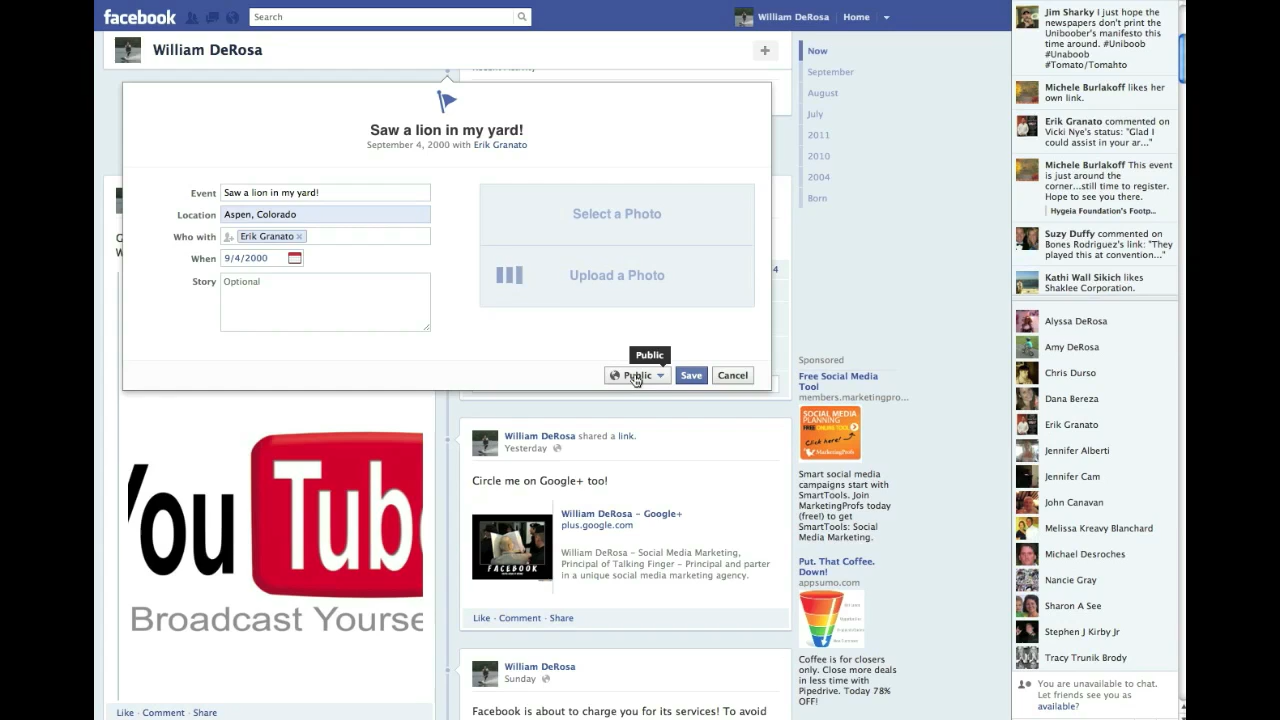 facebook
Search
William DeRosa
Home
William DeRosa
Saw a lion in my yard!
September 4, 2000 with Erik Granato
Event
Saw a lion in my yard!
Location
Aspen, Colorado
Who with
Erik Granato
When
9/4/2000
Story
Optional
Select a Photo
Upload a Photo
Public
Public
Save
Cancel
4
You Tub
Broadcast Yourse
Like · Comment · Share
William DeRosa shared a link.
Yesterday
Circle me on Google+ too!
William DeRosa – Google+
plus.google.com
FACEBOOK
William DeRosa – Social Media Marketing,
Principal of Talking Finger – Principal and parter
in a unique social media marketing agency.
Like · Comment · Share
William DeRosa
Sunday
Facebook is about to charge you for its services! To avoid
Now
September
August
July
2011
2010
2004
Born
Sponsored
Free Social Media
Tool
members.marketingpro...
SOCIAL MEDIA
PLANNING
FREE ONLINE TOOL
Click here!
MarketingProfs
Smart social media
campaigns start with
SmartTools. Join
MarketingProfs today
(free!) to get
SmartTools: Social
Media Marketing.
Put. That Coffee.
Down!
appsumo.com
Coffee is for closers
only. Close more deals
in less time with
Pipedrive. Today 78%
OFF!
Jim Sharky I just hope the
newspapers don't print the
Uniboober's manifesto this
time around. #Uniboob
#Unaboob
#Tomato/Tomahto
Michele Burlakoff likes her
own link.
Erik Granato commented on
Vicki Nye's status: "Glad I
could assist in your ar..."
Michele Burlakoff This event
is just around the
corner...still time to register.
Hope to see you there.
Hygeia Foundation's Footp...
Suzy Duffy commented on
Bones Rodriguez's link: "They
played this at convention..."
Kathi Wall Sikich likes
Shaklee Corporation.
Alyssa DeRosa
Amy DeRosa
Chris Durso
Dana Bereza
Erik Granato
Jennifer Alberti
Jennifer Cam
John Canavan
Melissa Kreavy Blanchard
Michael Desroches
Nancie Gray
Sharon A See
Stephen J Kirby Jr
Tracy Trunik Brody
You are unavailable to chat.
Let friends see you as
available?